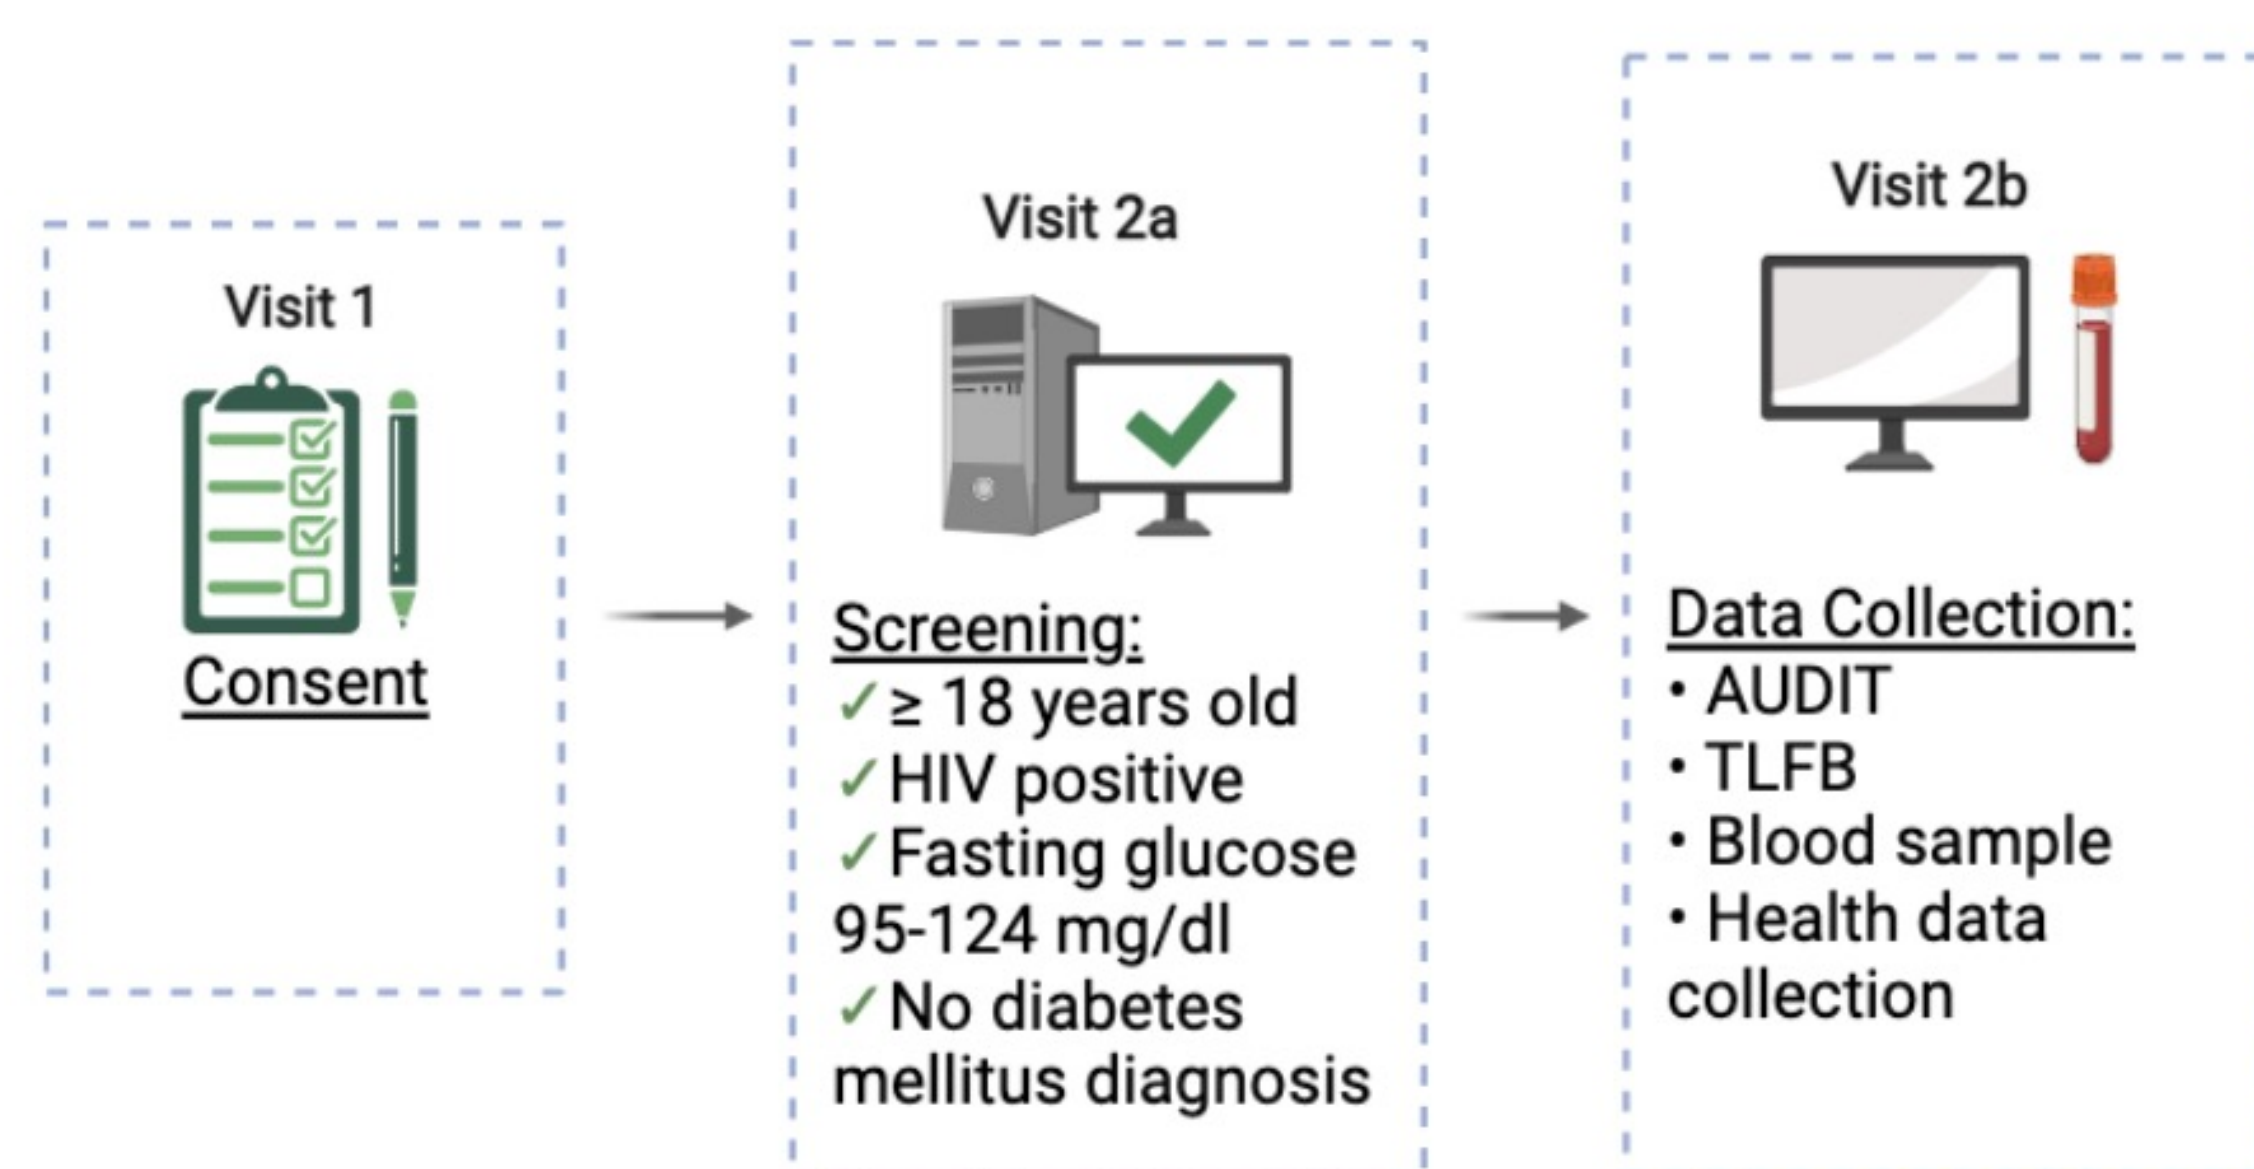 Visit 1
Consent
Visit 2a
Screening:
✓≥ 18 years old
✓HIV positive
✓Fasting glucose
95-124 mg/dl
✓No diabetes
mellitus diagnosis
Visit 2b
Data Collection:
• AUDIT
• TLFB
• Blood sample
• Health data
collection